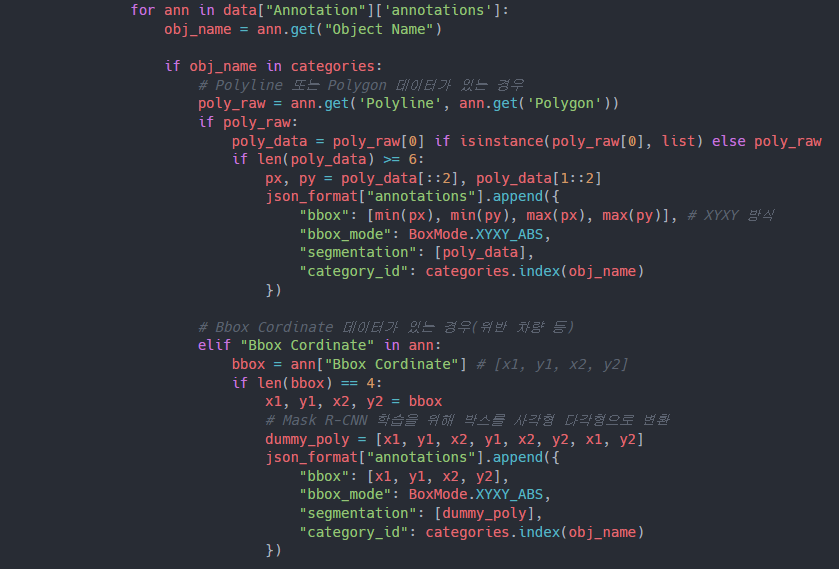 for ann in data["Annotation"]['annotations']:
    obj_name = ann.get("Object Name")

    if obj_name in categories:
        # Polyline 또는 Polygon 데이터가 있는 경우
        poly_raw = ann.get('Polyline', ann.get('Polygon'))
        if poly_raw:
            poly_data = poly_raw[0] if isinstance(poly_raw[0], list) else poly_raw
            if len(poly_data) >= 6:
                px, py = poly_data[::2], poly_data[1::2]
                json_format["annotations"].append({
                    "bbox": [min(px), min(py), max(px), max(py)], # XYXY 방식
                    "bbox_mode": BoxMode.XYXY_ABS,
                    "segmentation": [poly_data],
                    "category_id": categories.index(obj_name)
                })

        # Bbox Cordinate 데이터가 있는 경우(위반 차량 등)
        elif "Bbox Cordinate" in ann:
            bbox = ann["Bbox Cordinate"] # [x1, y1, x2, y2]
            if len(bbox) == 4:
                x1, y1, x2, y2 = bbox
                # Mask R-CNN 학습을 위해 박스를 사각형 다각형으로 변환
                dummy_poly = [x1, y1, x2, y1, x2, y2, x1, y2]
                json_format["annotations"].append({
                    "bbox": [x1, y1, x2, y2],
                    "bbox_mode": BoxMode.XYXY_ABS,
                    "segmentation": [dummy_poly],
                    "category_id": categories.index(obj_name)
                })